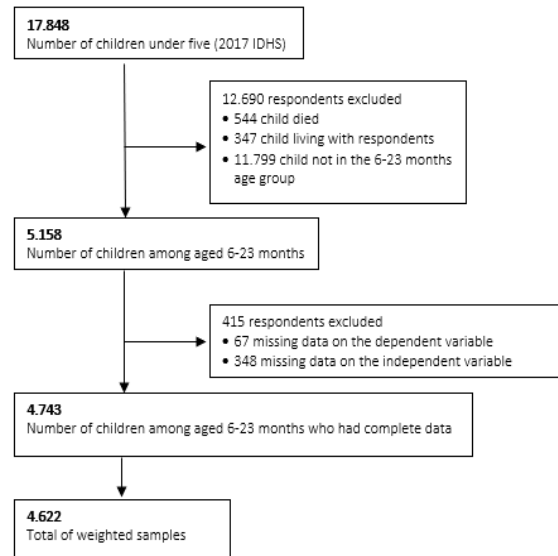 17.848
Number of children under five (2017 IDHS)
12.690 respondents excluded
• 544 child died
• 347 child living with respondents
• 11.799 child not in the 6-23 months
age group
5.158
Number of children among aged 6-23 months
415 respondents excluded
• 67 missing data on the dependent variable
• 348 missing data on the independent variable
4.743
Number of children among aged 6-23 months who had complete data
4.622
Total of weighted samples